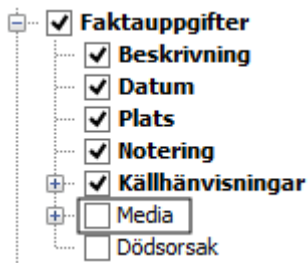 Faktauppgifter
Beskrivning
Datum
Plats
Notering
Källhänvisningar
Media
Dödsorsak